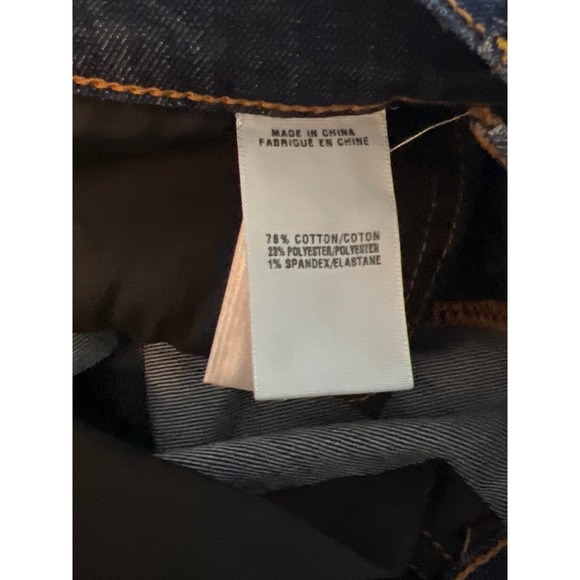 MADE IN CHINA
FABRIQUÉ EN CHINE
76% COTTON/COTON
23% POLYESTER/POLYESTER
1% SPANDEX/ELASTANE